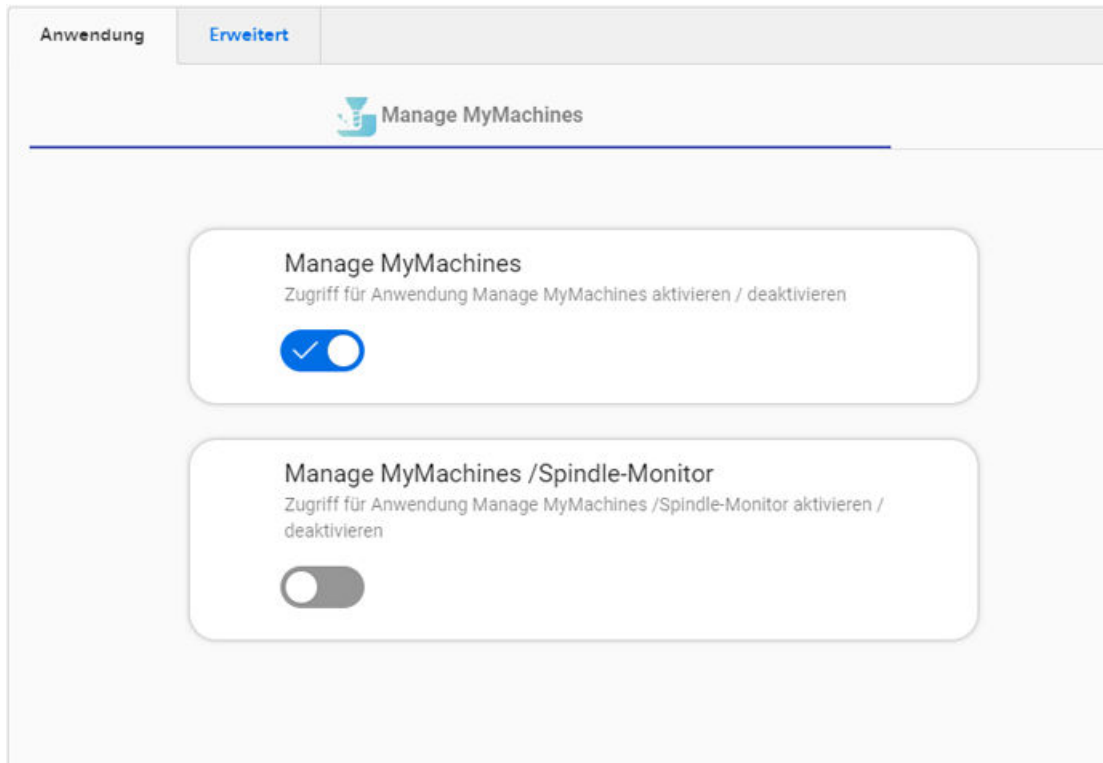 Anwendung
Erweitert
Manage MyMachines
Manage MyMachines
Zugriff für Anwendung Manage MyMachines aktivieren / deaktivieren
Manage MyMachines /Spindle-Monitor
Zugriff für Anwendung Manage MyMachines /Spindle-Monitor aktivieren /
deaktivieren